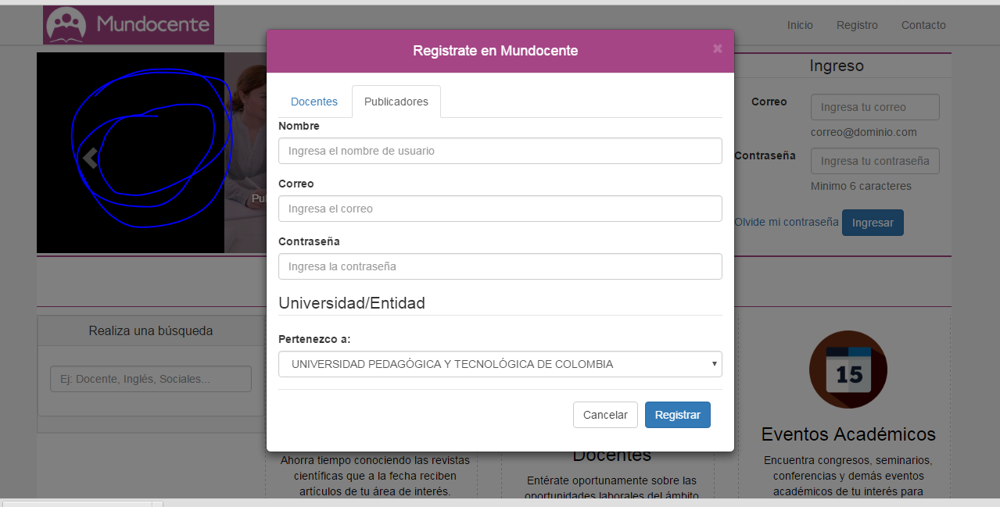 Mundocente
Inicio Registro Contacto
Registrate en Mundocente ×
Docentes Publicadores
Nombre
Ingresa el nombre de usuario
Correo
Ingresa el correo
Contraseña
Ingresa la contraseña
Universidad/Entidad
Pertenezco a:
UNIVERSIDAD PEDAGÓGICA Y TECNOLÓGICA DE COLOMBIA
Cancelar Registrar
Ingreso
Correo
Ingresa tu correo
correo@dominio.com
Contraseña
Ingresa tu contraseña
Minimo 6 caracteres
Olvide mi contraseña Ingresar
Realiza una búsqueda
Ej: Docente, Inglés, Sociales...
Ahorra tiempo conociendo las revistas
científicas que a la fecha reciben
artículos de tu área de interés.
Docentes
Entérate oportunamente sobre las
oportunidades laborales del ámbito
15
Eventos Académicos
Encuentra congresos, seminarios,
conferencias y demás eventos
académicos de tu interés para